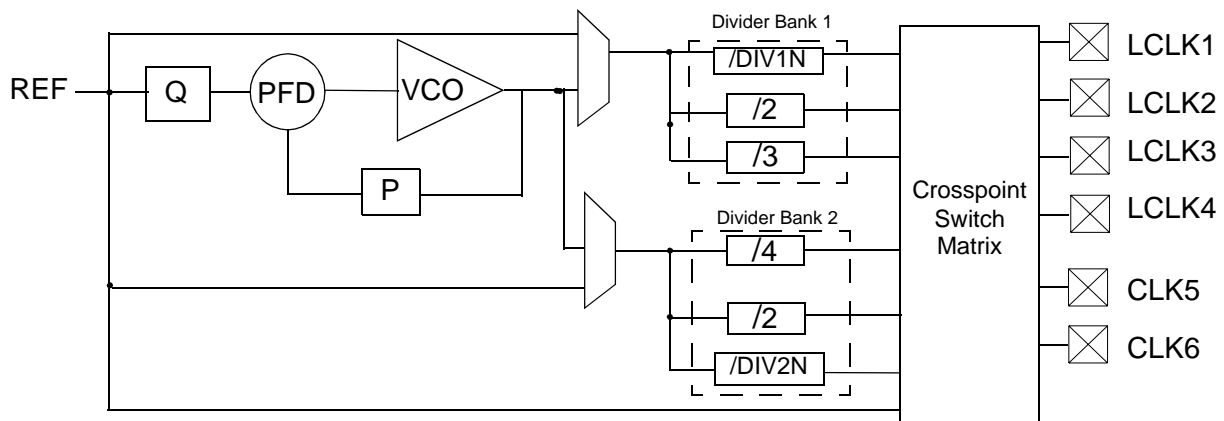 Divider Bank 1
/DIV1N
/2
/3
REF
Q
PFD
VCO
P
Divider Bank 2
/4
/2
/DIV2N
Crosspoint
Switch
Matrix
LCLK1
LCLK2
LCLK3
LCLK4
CLK5
CLK6